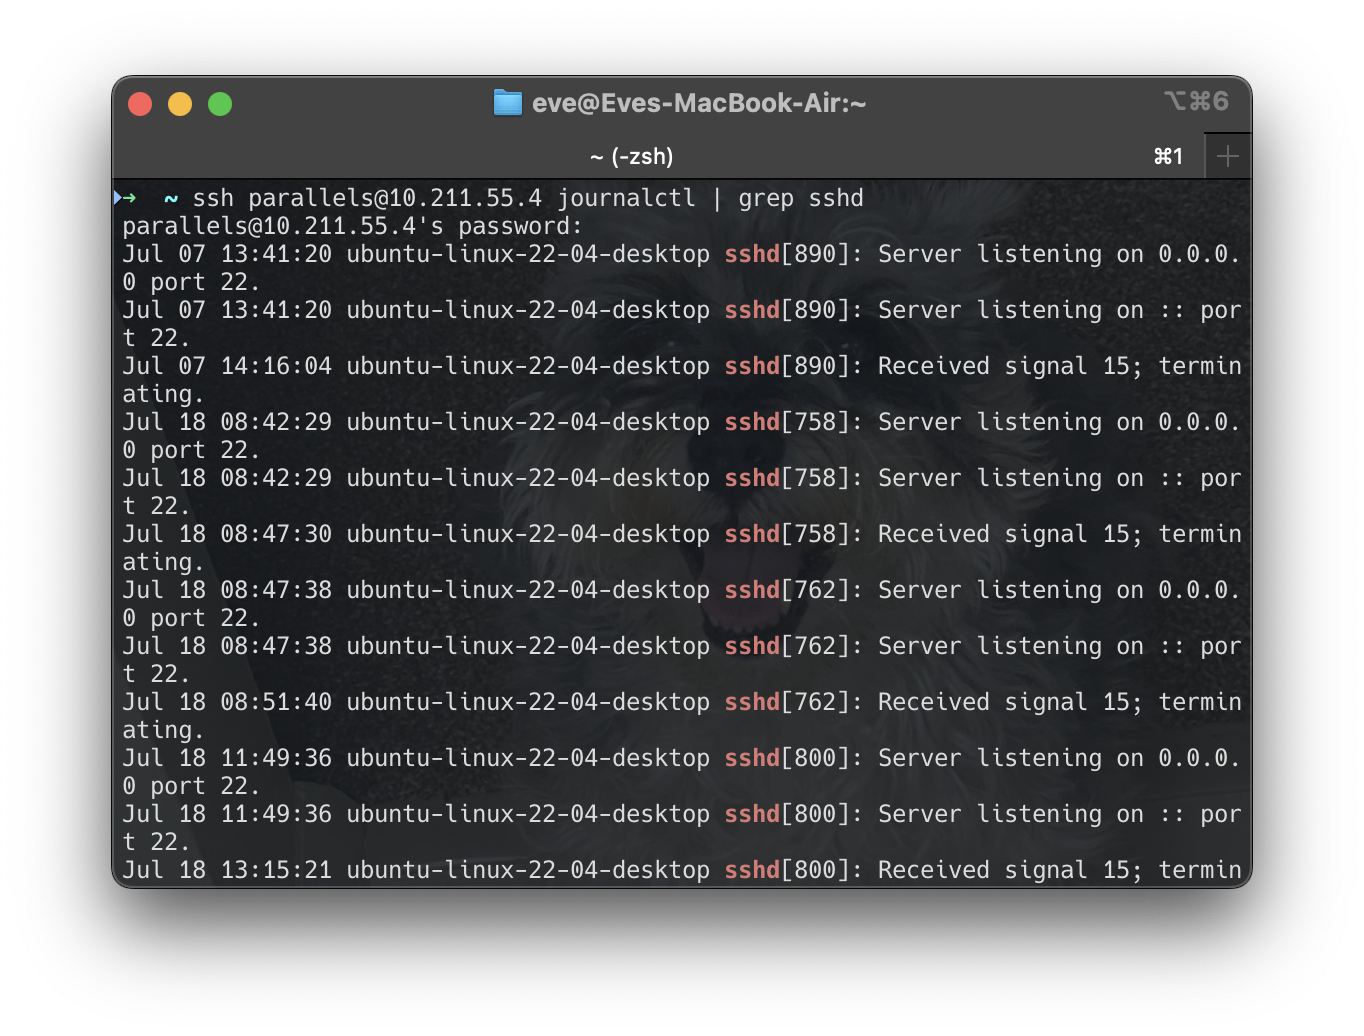 eve@Eves-MacBook-Air:~
⌥⌘6
~ (-zsh)
⌘1
➜ ~ ssh parallels@10.211.55.4 journalctl | grep sshd
parallels@10.211.55.4's password:
Jul 07 13:41:20 ubuntu-linux-22-04-desktop sshd[890]: Server listening on 0.0.0.
0 port 22.
Jul 07 13:41:20 ubuntu-linux-22-04-desktop sshd[890]: Server listening on :: por
t 22.
Jul 07 14:16:04 ubuntu-linux-22-04-desktop sshd[890]: Received signal 15; termin
ating.
Jul 18 08:42:29 ubuntu-linux-22-04-desktop sshd[758]: Server listening on 0.0.0.
0 port 22.
Jul 18 08:42:29 ubuntu-linux-22-04-desktop sshd[758]: Server listening on :: por
t 22.
Jul 18 08:47:30 ubuntu-linux-22-04-desktop sshd[758]: Received signal 15; termin
ating.
Jul 18 08:47:38 ubuntu-linux-22-04-desktop sshd[762]: Server listening on 0.0.0.
0 port 22.
Jul 18 08:47:38 ubuntu-linux-22-04-desktop sshd[762]: Server listening on :: por
t 22.
Jul 18 08:51:40 ubuntu-linux-22-04-desktop sshd[762]: Received signal 15; termin
ating.
Jul 18 11:49:36 ubuntu-linux-22-04-desktop sshd[800]: Server listening on 0.0.0.
0 port 22.
Jul 18 11:49:36 ubuntu-linux-22-04-desktop sshd[800]: Server listening on :: por
t 22.
Jul 18 13:15:21 ubuntu-linux-22-04-desktop sshd[800]: Received signal 15; termin